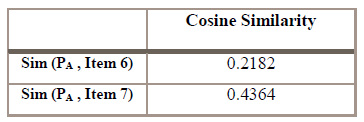 Cosine Similarity
Sim (PA , Item 6) 0.2182
Sim (PA , Item 7) 0.4364